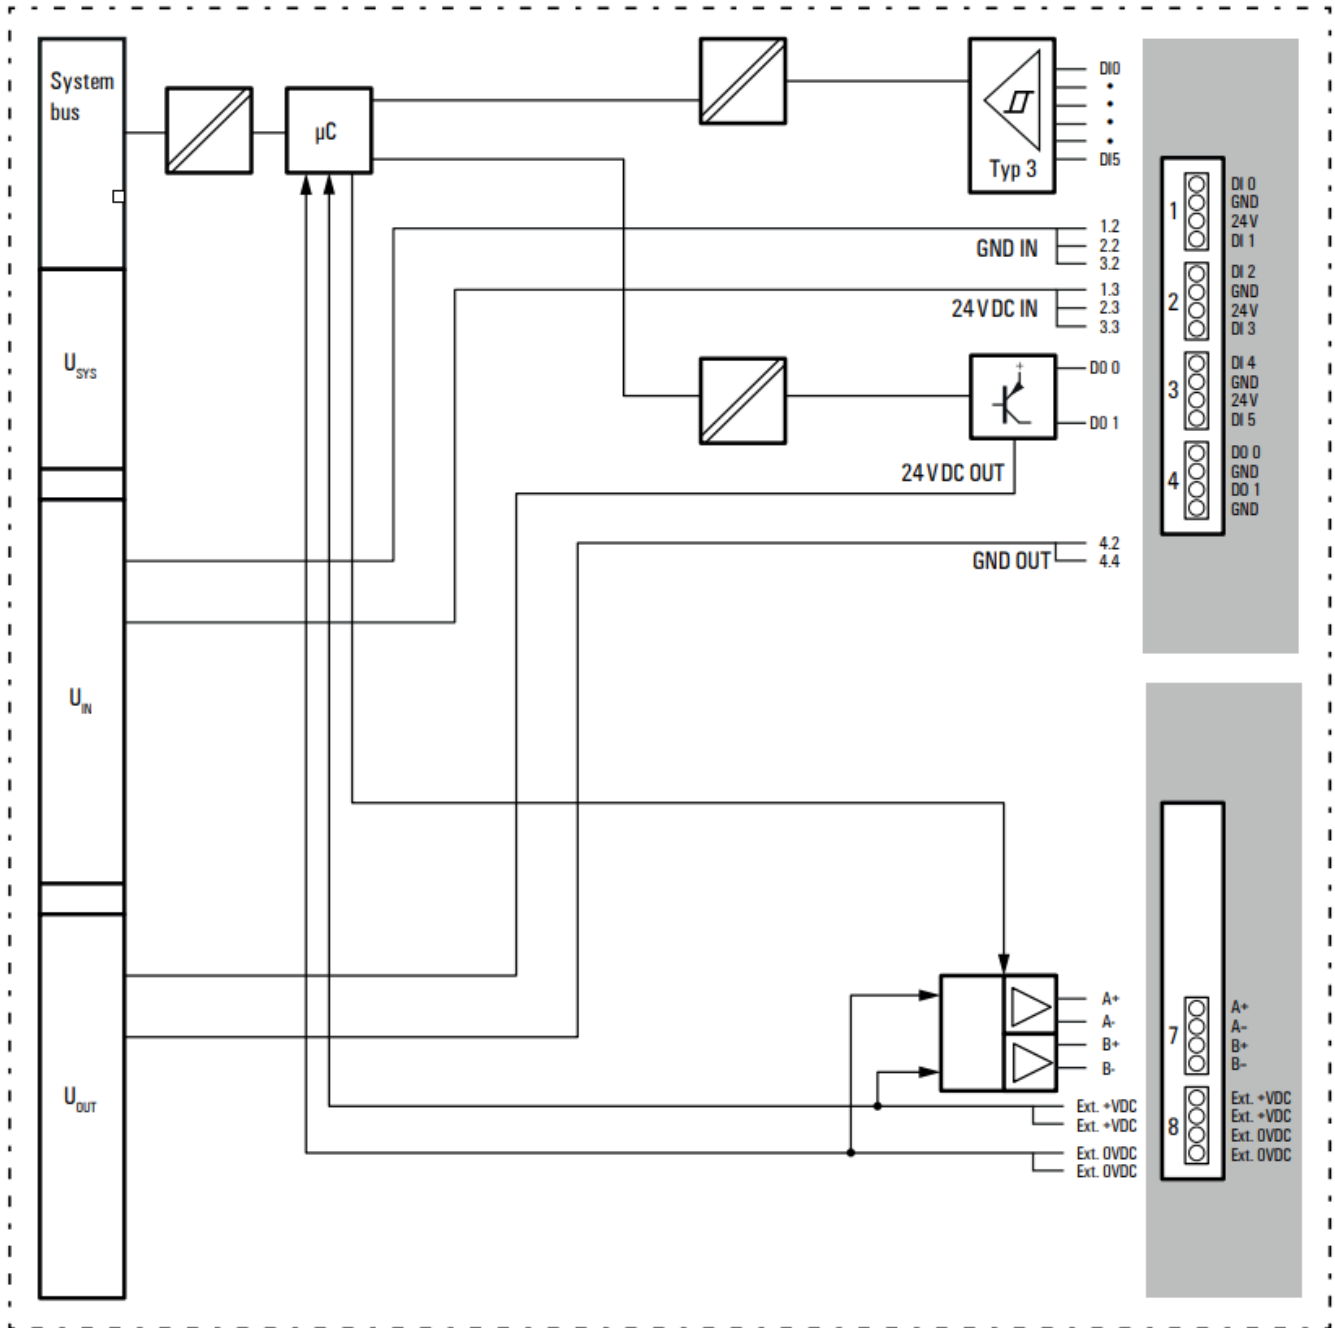 System
bus
µC
Typ 3
DI0
DI5
U SYS
U IN
U OUT
GND IN
1.2
2.2
3.2
24 V DC IN
1.3
2.3
3.3
DO 0
DO 1
24 V DC OUT
GND OUT
4.2
4.4
A+
A-
B+
B-
Ext. +VDC
Ext. +VDC
Ext. 0VDC
Ext. 0VDC
1
DI 0
GND
24 V
DI 1
2
DI 2
GND
24 V
DI 3
3
DI 4
GND
24 V
DI 5
4
DO 0
GND
DO 1
GND
7
A+
A–
B+
B–
8
Ext. +VDC
Ext. +VDC
Ext. 0VDC
Ext. 0VDC